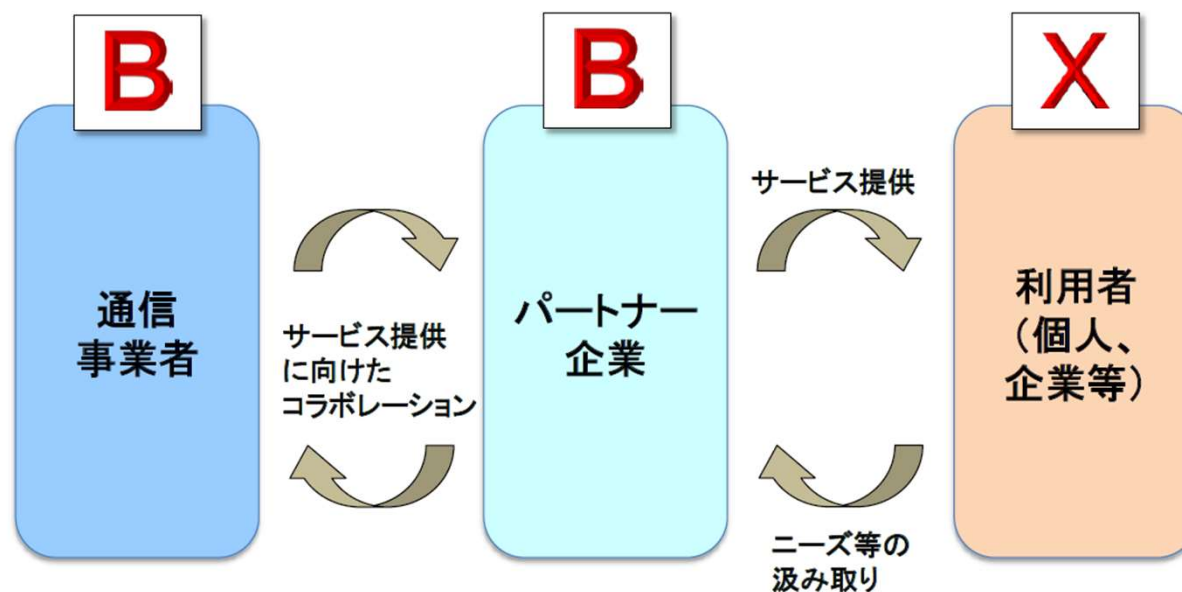 B
通信
事業者
サービス提供
に向けた
コラボレーション
B
パートナー
企業
サービス提供
ニーズ等の
汲み取り
X
利用者
（個人、
企業等）